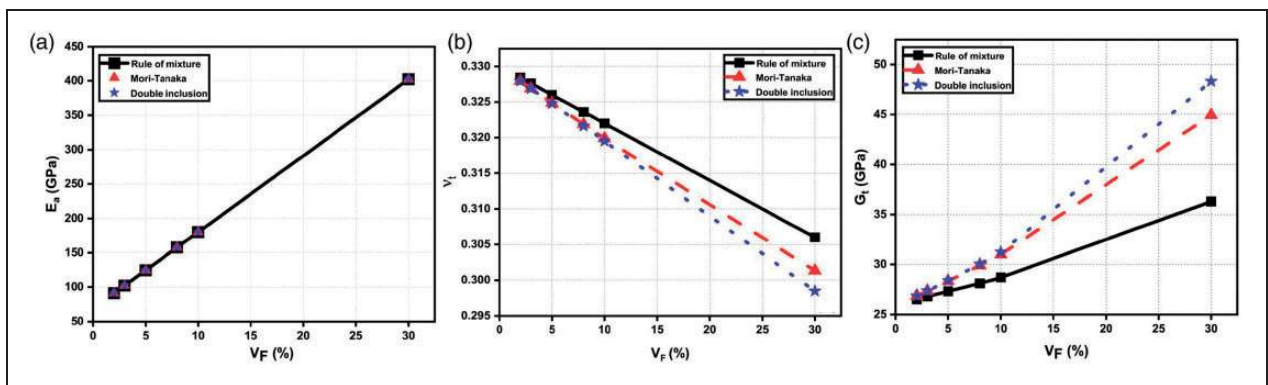 (a)
450
400
350
300
250
200
150
100
50
0
5
10
15
20
25
30
E_a (GPa)
V_F (%)
Rule of mixture
Mori-Tanaka
Double inclusion
(b)
0.330
0.325
0.320
0.315
0.310
0.305
0.300
0.295
0
5
10
15
20
25
30
ν_t
V_F (%)
Rule of mixture
Mori-Tanaka
Double inclusion
(c)
50
45
40
35
30
25
0
5
10
15
20
25
30
G_t (GPa)
V_F (%)
Rule of mixture
Mori-Tanaka
Double inclusion